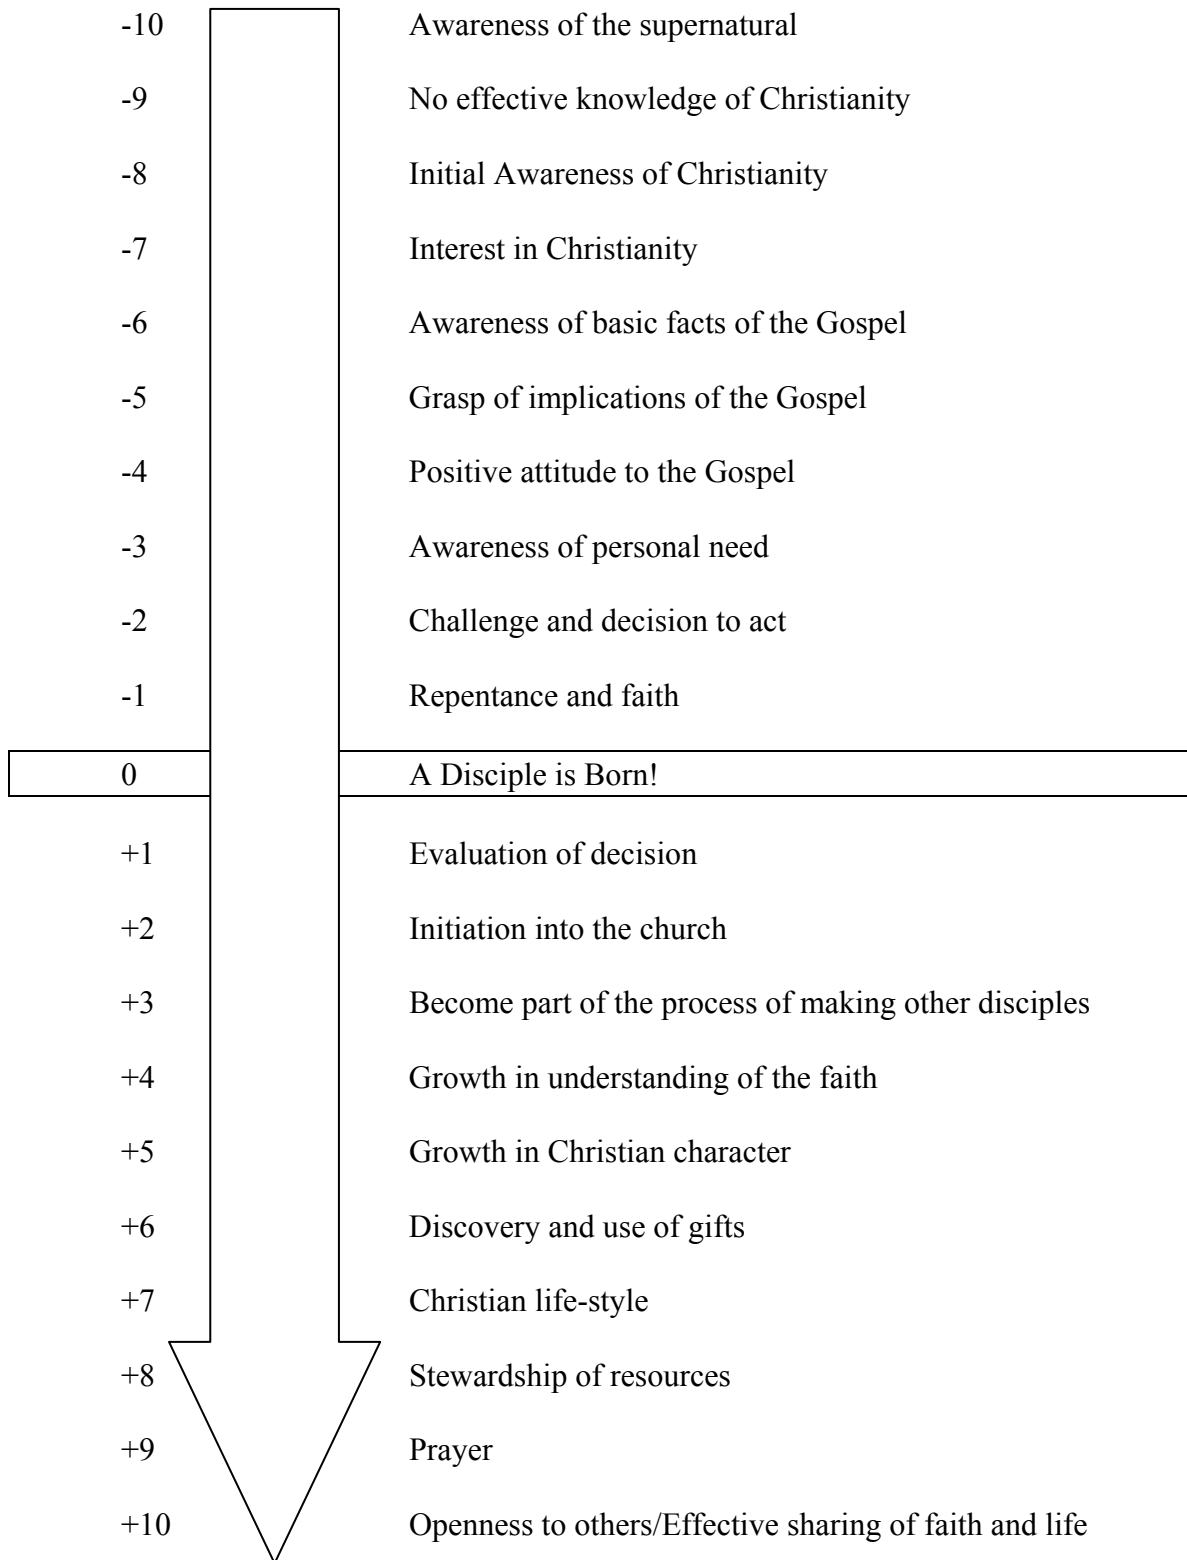 -10 Awareness of the supernatural
-9 No effective knowledge of Christianity
-8 Initial Awareness of Christianity
-7 Interest in Christianity
-6 Awareness of basic facts of the Gospel
-5 Grasp of implications of the Gospel
-4 Positive attitude to the Gospel
-3 Awareness of personal need
-2 Challenge and decision to act
-1 Repentance and faith
0 A Disciple is Born!
+1 Evaluation of decision
+2 Initiation into the church
+3 Become part of the process of making other disciples
+4 Growth in understanding of the faith
+5 Growth in Christian character
+6 Discovery and use of gifts
+7 Christian life-style
+8 Stewardship of resources
+9 Prayer
+10 Openness to others/Effective sharing of faith and life